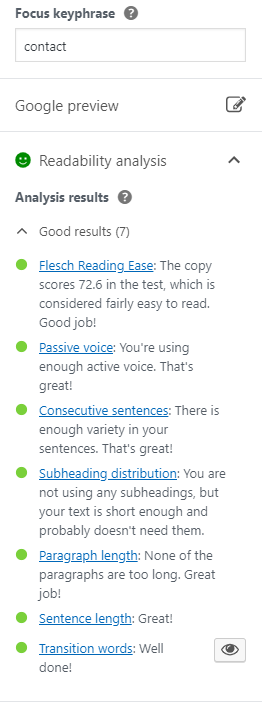 Focus keyphrase ?
contact
Google preview
Readability analysis
Analysis results ?
Good results (7)
Flesch Reading Ease: The copy
scores 72.6 in the test, which is
considered fairly easy to read.
Good job!
Passive voice: You're using
enough active voice. That's
great!
Consecutive sentences: There is
enough variety in your
sentences. That's great!
Subheading distribution: You are
not using any subheadings, but
your text is short enough and
probably doesn't need them.
Paragraph length: None of the
paragraphs are too long. Great
job!
Sentence length: Great!
Transition words: Well
done!